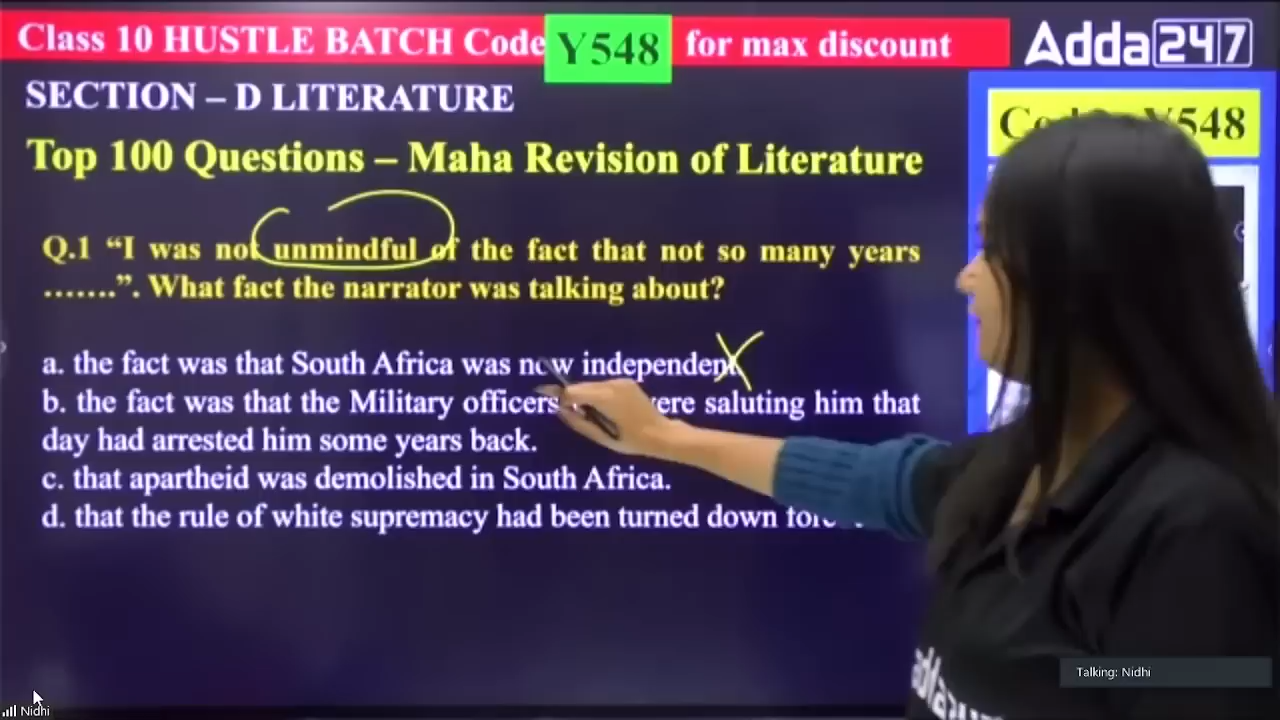 Class 10 HUSTLE BATCH Code Y548 for max discount
Adda247
SECTION – D LITERATURE
Y548
Top 100 Questions – Maha Revision of Literature
Q.1 “I was not unmindful of the fact that not so many years
…….”. What fact the narrator was talking about?
a. the fact was that South Africa was now independent
b. the fact was that the Military officers were saluting him that
day had arrested him some years back.
c. that apartheid was demolished in South Africa.
d. that the rule of white supremacy had been turned down
Talking: Nidhi
Nidhi